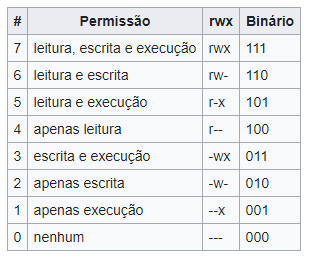 # Permissão rwx Binário
7 leitura, escrita e execução rwx 111
6 leitura e escrita rw- 110
5 leitura e execução r-x 101
4 apenas leitura r-- 100
3 escrita e execução -wx 011
2 apenas escrita -w- 010
1 apenas execução --x 001
0 nenhum --- 000